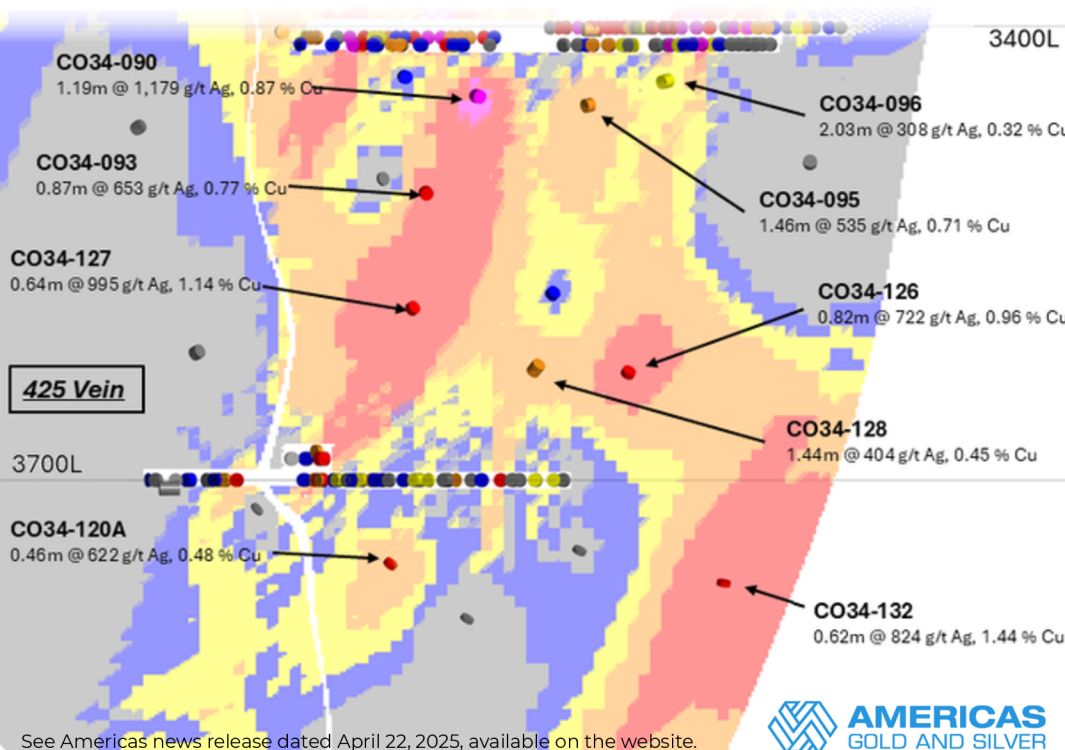 3400L
CO34-090
1.19m @ 1,179 g/t Ag, 0.87 % Cu
CO34-096
2.03m @ 308 g/t Ag, 0.32 % Cu
CO34-093
0.87m @ 653 g/t Ag, 0.77 % Cu
CO34-095
1.46m @ 535 g/t Ag, 0.71 % Cu
CO34-127
0.64m @ 995 g/t Ag, 1.14 % Cu
CO34-126
0.82m @ 722 g/t Ag, 0.96 % Cu
425 Vein
CO34-128
1.44m @ 404 g/t Ag, 0.45 % Cu
3700L
CO34-120A
0.46m @ 622 g/t Ag, 0.48 % Cu
CO34-132
0.62m @ 824 g/t Ag, 1.44 % Cu
AMERICAS
GOLD AND SILVER
See Americas news release dated April 22, 2025, available on the website.